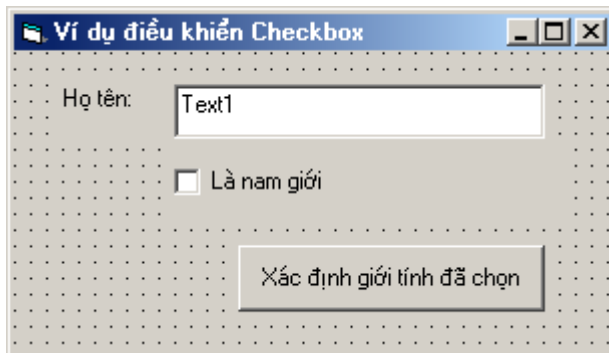 Ví dụ điều khiển Checkbox
Họ tên: Text1
Là nam giới
Xác định giới tính đã chọn